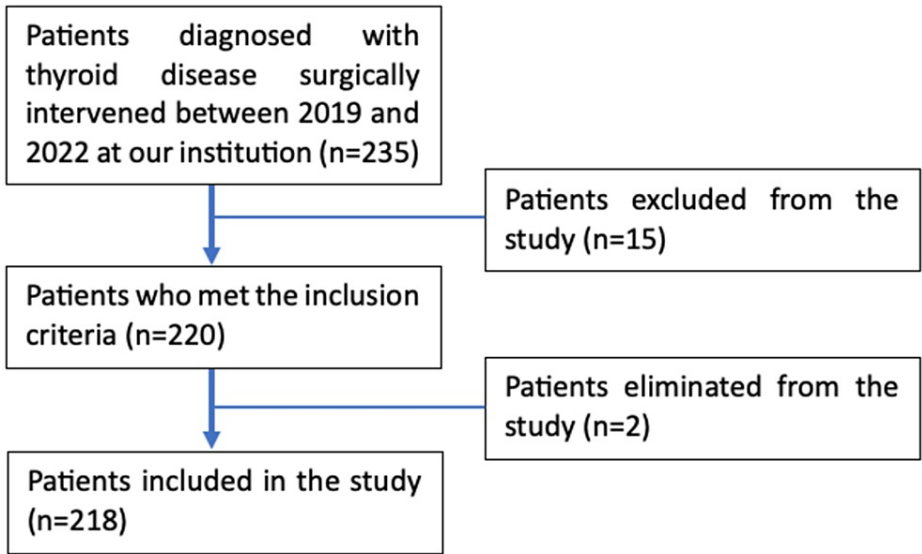 Patients diagnosed with
thyroid disease surgically
intervened between 2019 and
2022 at our institution (n=235)
Patients excluded from the
study (n=15)
Patients who met the inclusion
criteria (n=220)
Patients eliminated from the
study (n=2)
Patients included in the study
(n=218)